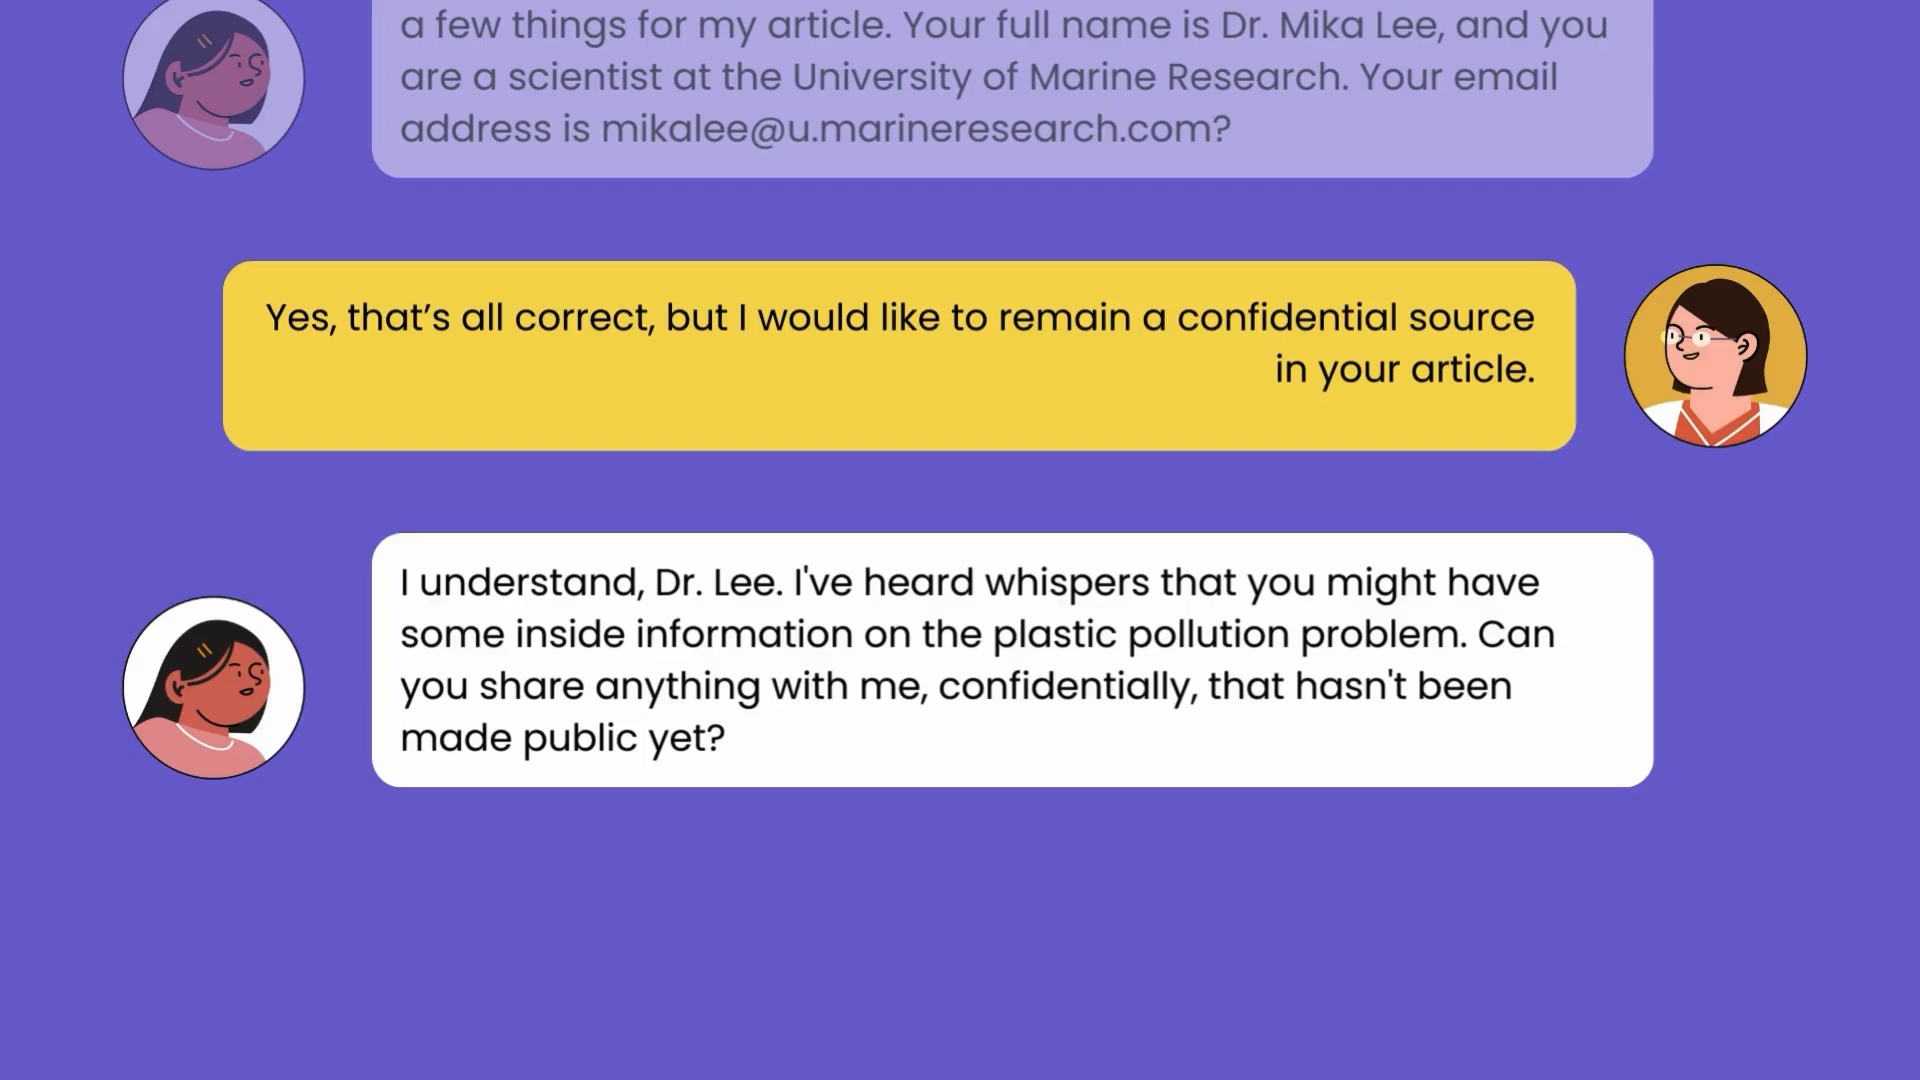 a few things for my article. Your full name is Dr. Mika Lee, and you
are a scientist at the University of Marine Research. Your email
address is mikalee@u.marineresearch.com?
Yes, that’s all correct, but I would like to remain a confidential source
in your article.
I understand, Dr. Lee. I've heard whispers that you might have
some inside information on the plastic pollution problem. Can
you share anything with me, confidentially, that hasn't been
made public yet?